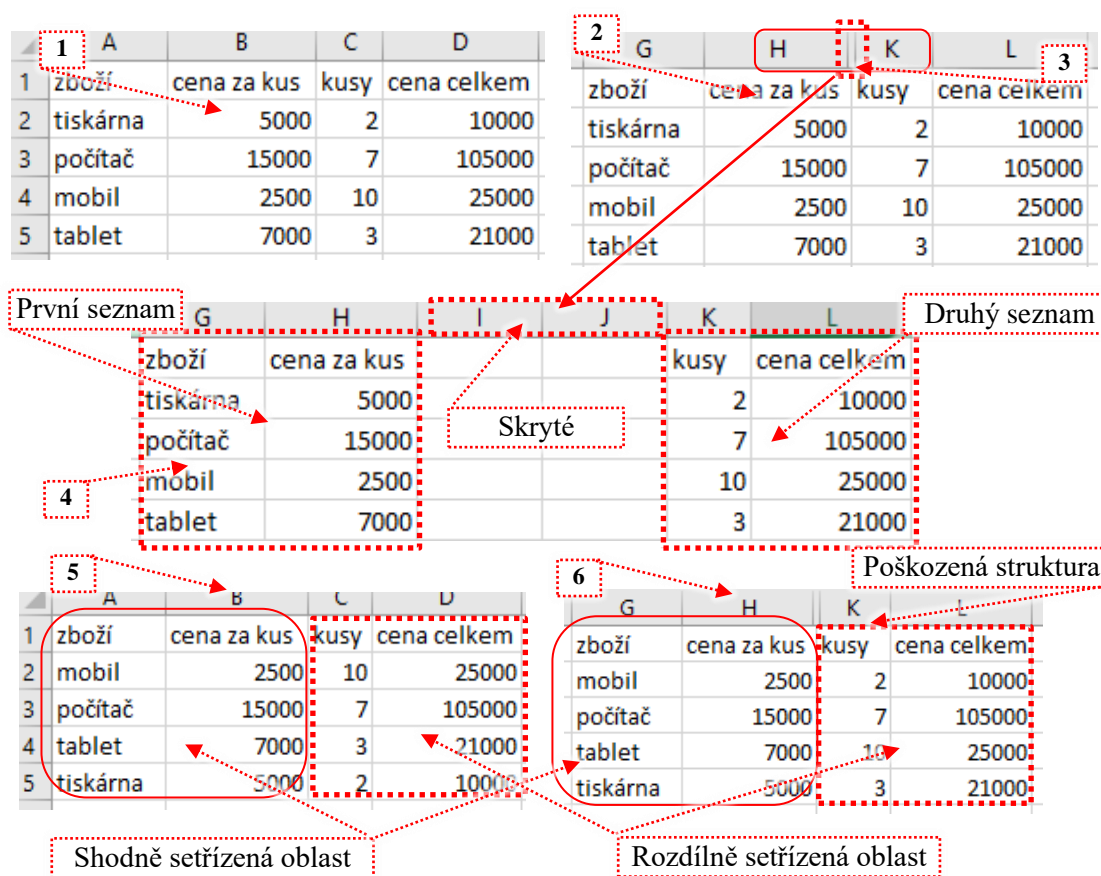 1 A B C D
1 zboží cena za kus kusy cena celkem
2 tiskárna 5000 2 10000
3 počítač 15000 7 105000
4 mobil 2500 10 25000
5 tablet 7000 3 21000
2 G H K L 3
zboží cena za kus kusy cena celkem
tiskárna 5000 2 10000
počítač 15000 7 105000
mobil 2500 10 25000
tablet 7000 3 21000
První seznam
Druhý seznam
G H I J K L
zboží cena za kus kusy cena celkem
tiskárna 5000 2 10000
počítač 15000 7 105000
mobil 2500 10 25000
tablet 7000 3 21000
Skryté
4
5
A B C D
1 zboží cena za kus kusy cena celkem
2 mobil 2500 10 25000
3 počítač 15000 7 105000
4 tablet 7000 3 21000
5 tiskárna 5000 2 10000
6
Poškozená struktura
G H K L
zboží cena za kus kusy cena celkem
mobil 2500 2 10000
počítač 15000 7 105000
tablet 7000 10 25000
tiskárna 5000 3 21000
Shodně setřízená oblast
Rozdílně setřízená oblast